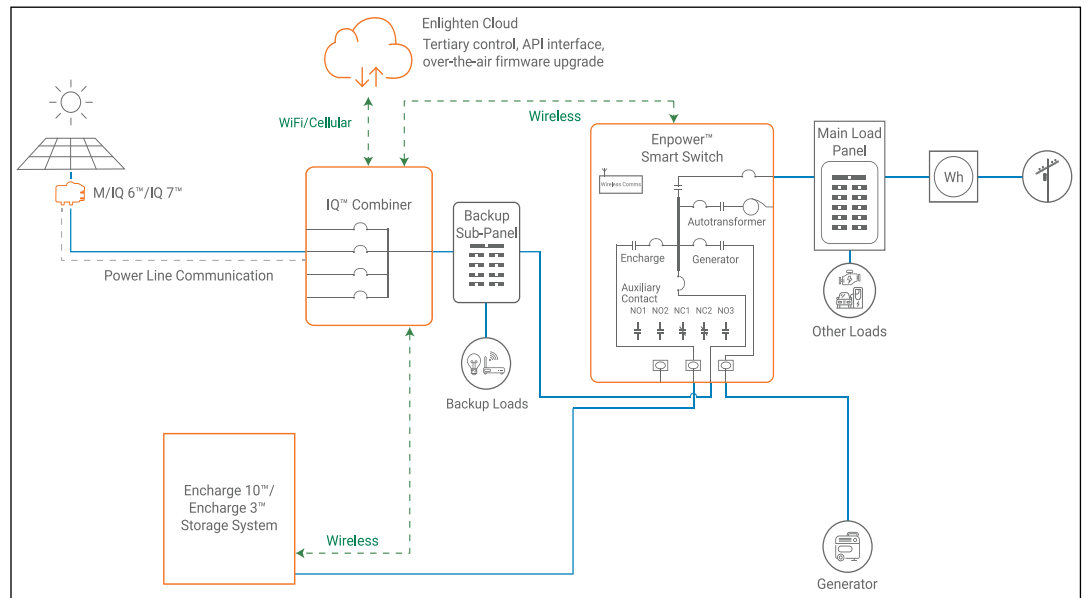 Enlighten Cloud
Tertiary control, API interface,
over-the-air firmware upgrade
WiFi/Cellular
Wireless
M/IQ 6™/IQ 7™
Power Line Communication
IQ™ Combiner
Backup
Sub-Panel
Backup Loads
Enpower™
Smart Switch
Wireless Comms
Autotransformer
Encharge
Generator
Auxiliary
Contact
NO1 NO2 NC1 NC2 NO3
Main Load
Panel
Wh
Other Loads
Encharge 10™/
Encharge 3™
Storage System
Wireless
Generator